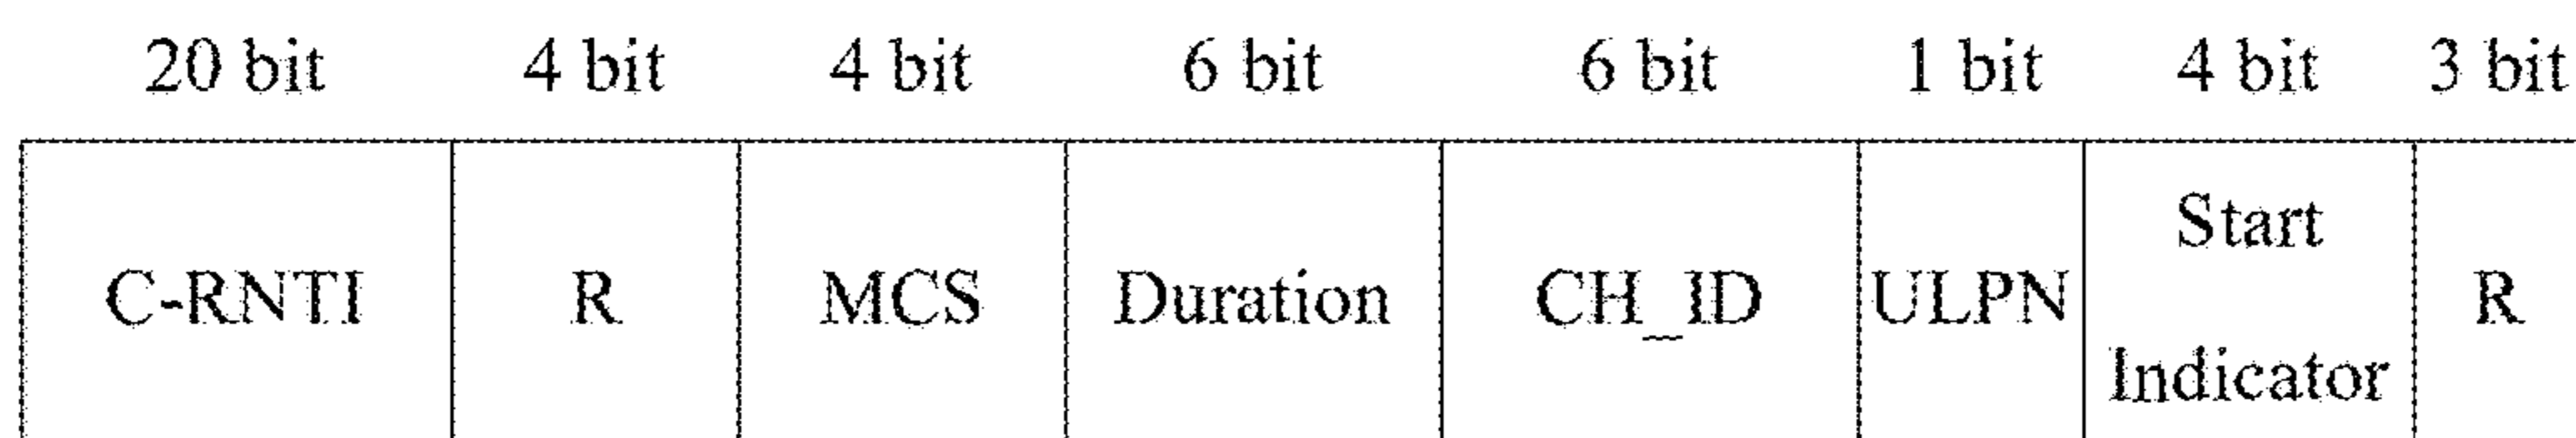 20 bit 4 bit 4 bit 6 bit 6 bit 1 bit 4 bit 3 bit
C-RNTI R MCS Duration CH_ID ULPN Start Indicator R